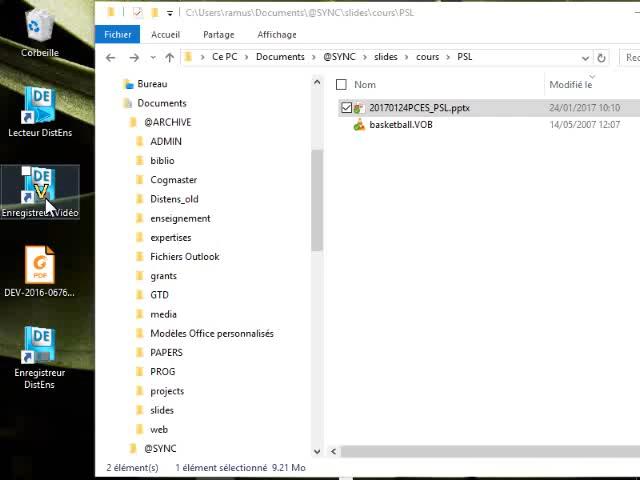 C:\Users\ramus\Documents\@SYNC\slides\cours\PSL
Fichier Accueil Partage Affichage
Ce PC > Documents > @SYNC > slides > cours > PSL
Corbeille
DE
Lecteur DistEns
DE
V
Enregistreur Vidéo
PDF
DEV-2016-0676...
DE
Enregistreur
DistEns
Bureau
Documents
@ARCHIVE
ADMIN
biblio
Cogmaster
Distens_old
enseignement
expertises
Fichiers Outlook
grants
GTD
media
Modèles Office personnalisés
PAPERS
PROG
projects
slides
web
@SYNC
Nom Modifié le
20170124PCES_PSL.pptx 24/01/2017 10:10
basketball.VOB 14/05/2007 12:07
2 élément(s) 1 élément sélectionné 9.21 Mo